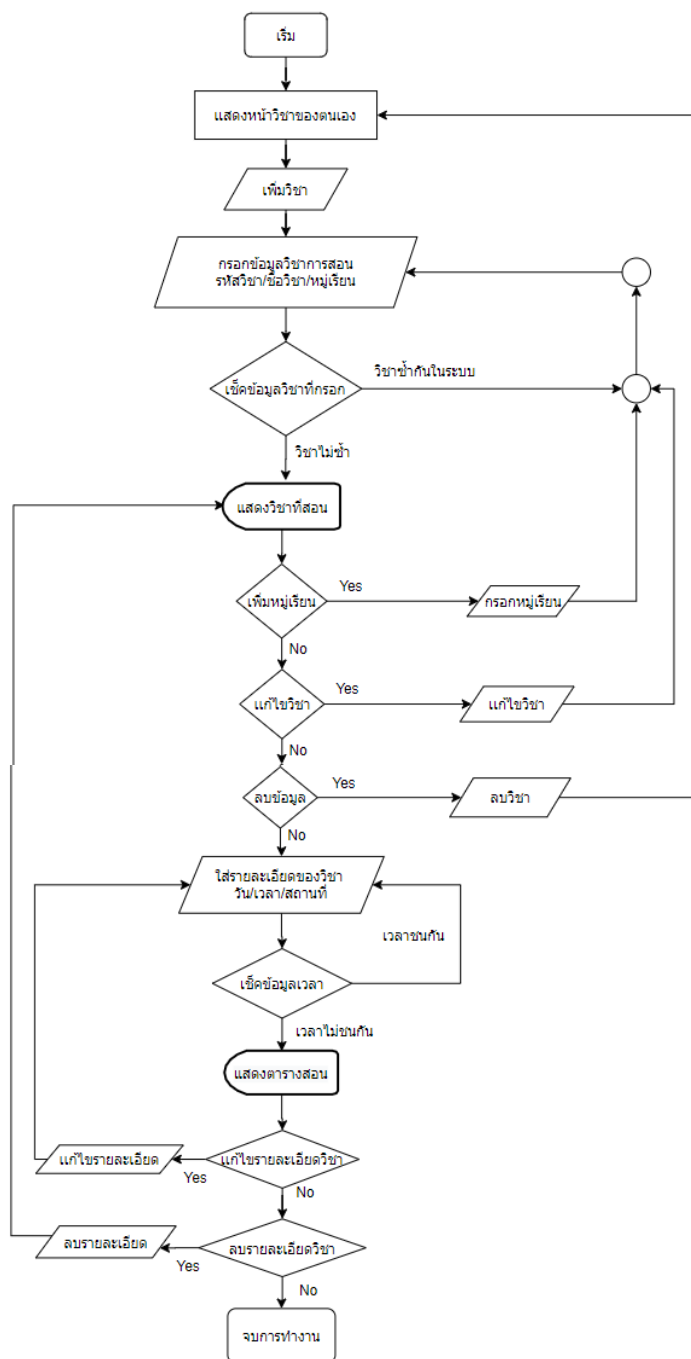 เริ่ม
แสดงหน้าวิชาของตนเอง
เพิ่มวิชา
กรอกข้อมูลวิชาการสอน
รหัสวิชา/ชื่อวิชา/หมู่เรียน
เช็คข้อมูลวิชาที่กรอก
วิชาซ้ำกันในระบบ
วิชาไม่ซ้ำ
แสดงวิชาที่สอน
เพิ่มหมู่เรียน
Yes
กรอกหมู่เรียน
No
แก้ไขวิชา
Yes
แก้ไขวิชา
No
ลบข้อมูล
Yes
ลบวิชา
No
ใส่รายละเอียดของวิชา
วัน/เวลา/สถานที่
เวลาชนกัน
เช็คข้อมูลเวลา
เวลาไม่ชนกัน
แสดงตารางสอน
แก้ไขรายละเอียด
Yes
แก้ไขรายละเอียดวิชา
No
ลบรายละเอียด
Yes
ลบรายละเอียดวิชา
No
จบการทำงาน